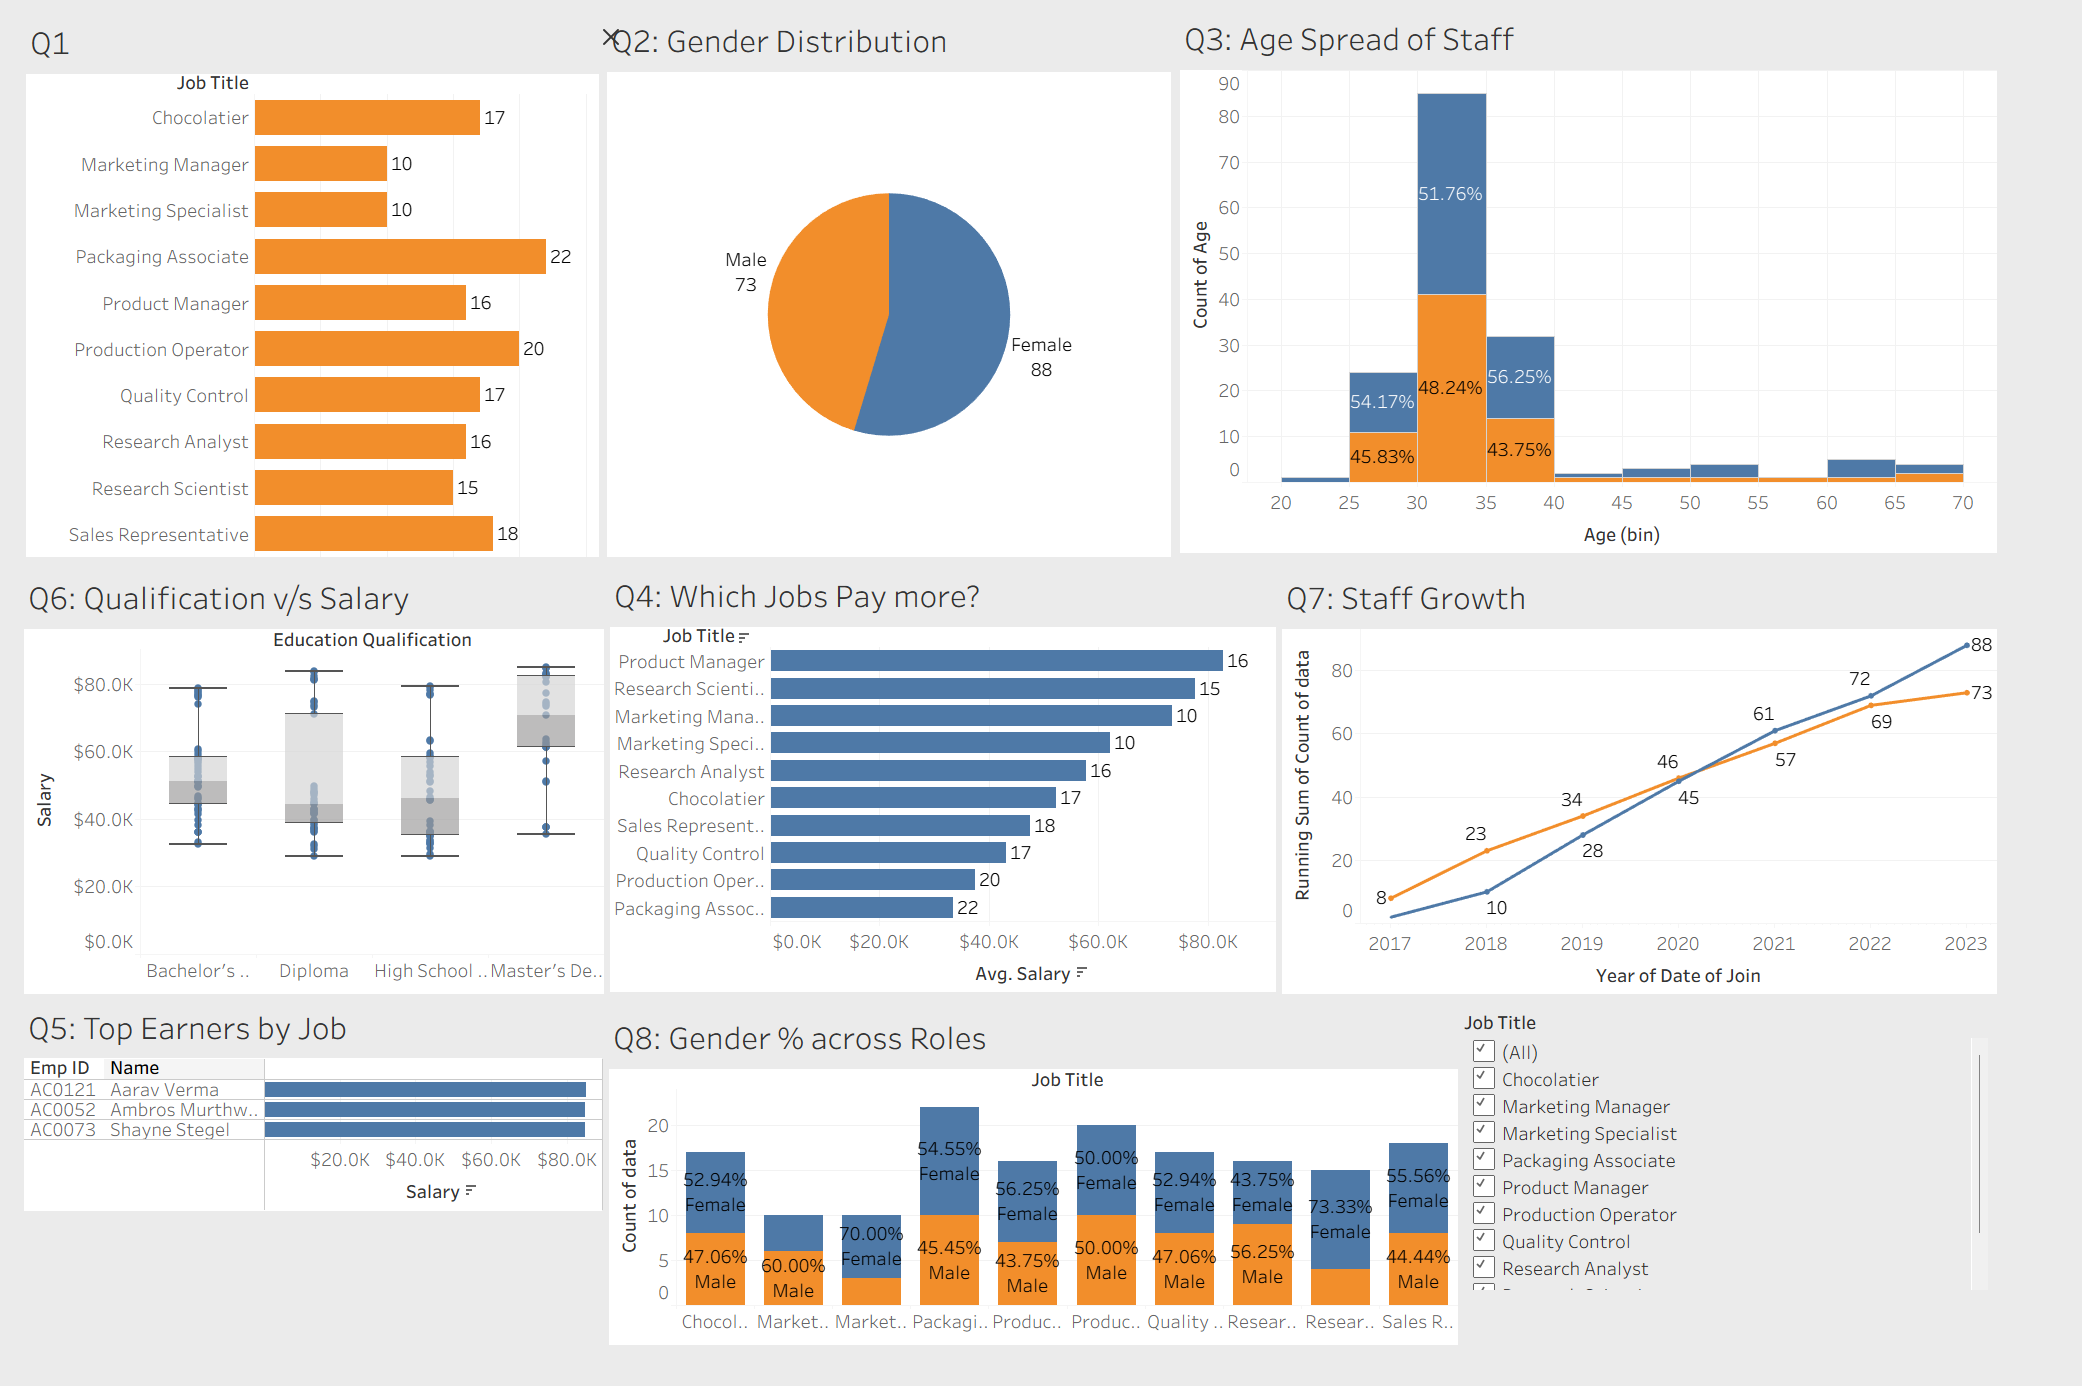 Q1
Job Title
Chocolatier 17
Marketing Manager 10
Marketing Specialist 10
Packaging Associate 22
Product Manager 16
Production Operator 20
Quality Control 17
Research Analyst 16
Research Scientist 15
Sales Representative 18
Q2: Gender Distribution
Male
73
Female
88
Q3: Age Spread of Staff
Count of Age
90
80
70
60
50
40
30
20
10
0
51.76%
48.24%
54.17%
45.83%
56.25%
43.75%
20 25 30 35 40 45 50 55 60 65 70
Age (bin)
Q6: Qualification v/s Salary
Education Qualification
Salary
$80.0K
$60.0K
$40.0K
$20.0K
$0.0K
Bachelor's .. Diploma High School .. Master's De..
Q4: Which Jobs Pay more?
Job Title
Product Manager 16
Research Scienti.. 15
Marketing Mana.. 10
Marketing Speci.. 10
Research Analyst 16
Chocolatier 17
Sales Represent.. 18
Quality Control 17
Production Oper.. 20
Packaging Assoc.. 22
$0.0K $20.0K $40.0K $60.0K $80.0K
Avg. Salary
Q7: Staff Growth
Running Sum of Count of data
80
60
40
20
0
8
23
10
34
28
46
45
61
57
72
69
88
73
2017 2018 2019 2020 2021 2022 2023
Year of Date of Join
Q5: Top Earners by Job
Emp ID Name
AC0121 Aarav Verma
AC0052 Ambros Murthw..
AC0073 Shayne Stegel
$20.0K $40.0K $60.0K $80.0K
Salary
Q8: Gender % across Roles
Job Title
Count of data
20
15
10
5
0
52.94%
Female
47.06%
Male
60.00%
Male
70.00%
Female
54.55%
Female
45.45%
Male
56.25%
Female
43.75%
Male
50.00%
Female
50.00%
Male
52.94%
Female
47.06%
Male
43.75%
Female
56.25%
Male
73.33%
Female
55.56%
Female
44.44%
Male
Chocol.. Market.. Market.. Packagi.. Produc.. Produc.. Quality .. Resear.. Resear.. Sales R..
Job Title
(All)
Chocolatier
Marketing Manager
Marketing Specialist
Packaging Associate
Product Manager
Production Operator
Quality Control
Research Analyst